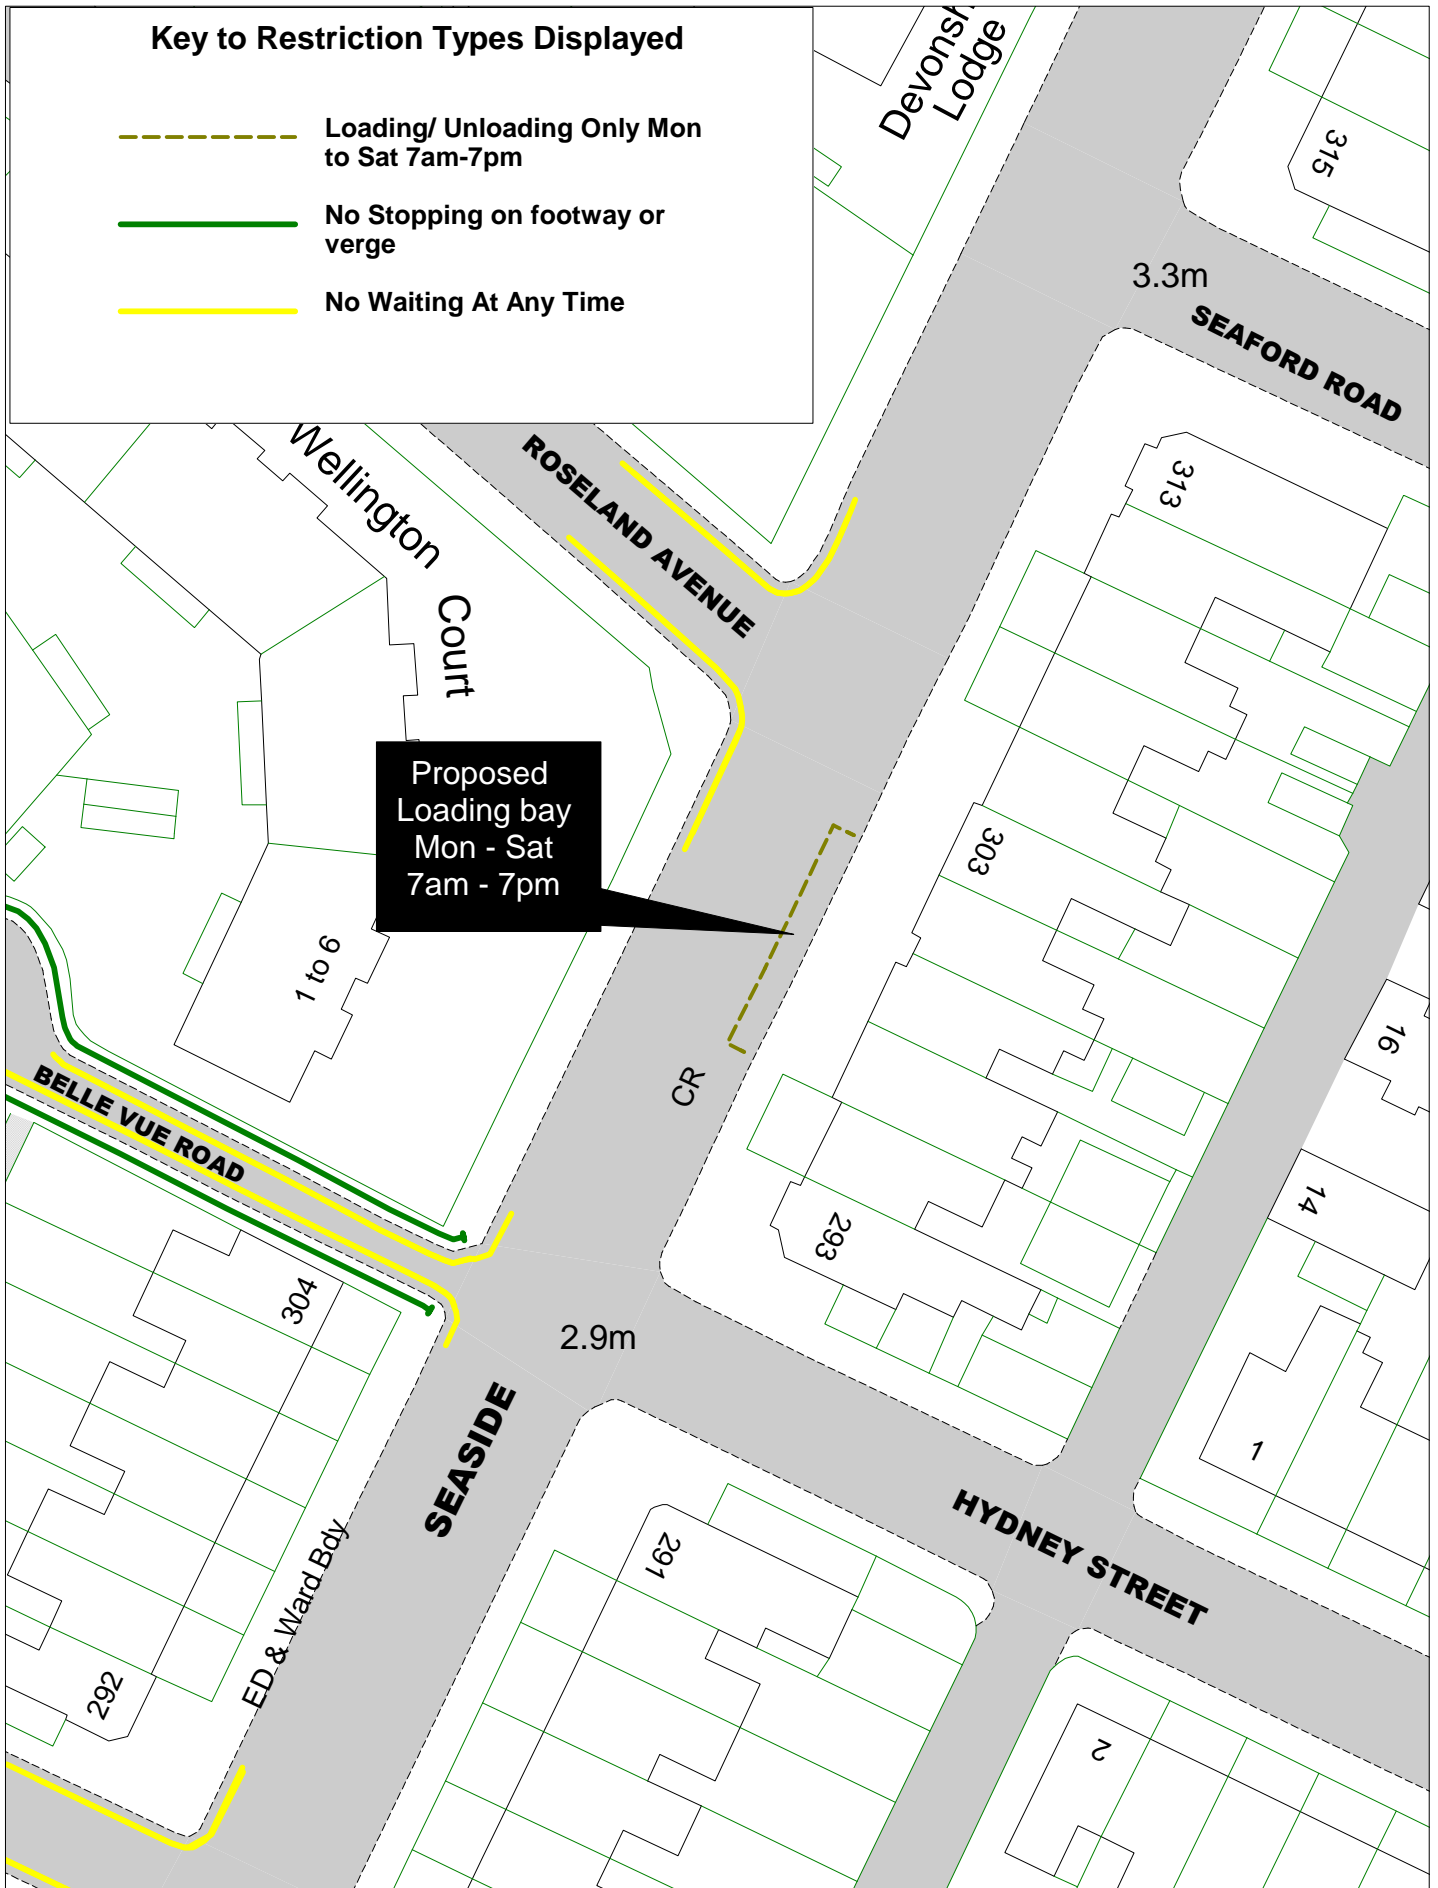 Key to Restriction Types Displayed
Loading/ Unloading Only Mon
to Sat 7am-7pm
No Stopping on footway or
verge
No Waiting At Any Time
Lodge
315
3.3m
SEAFORD ROAD
Wellington
Court
ROSELAND AVENUE
313
Proposed
Loading bay
Mon - Sat
7am - 7pm
303
1 to 6
16
CR
BELLE VUE ROAD
14
293
304
2.9m
SEASIDE
1
HYDNEY STREET
291
ED & Ward Bdy
292
2